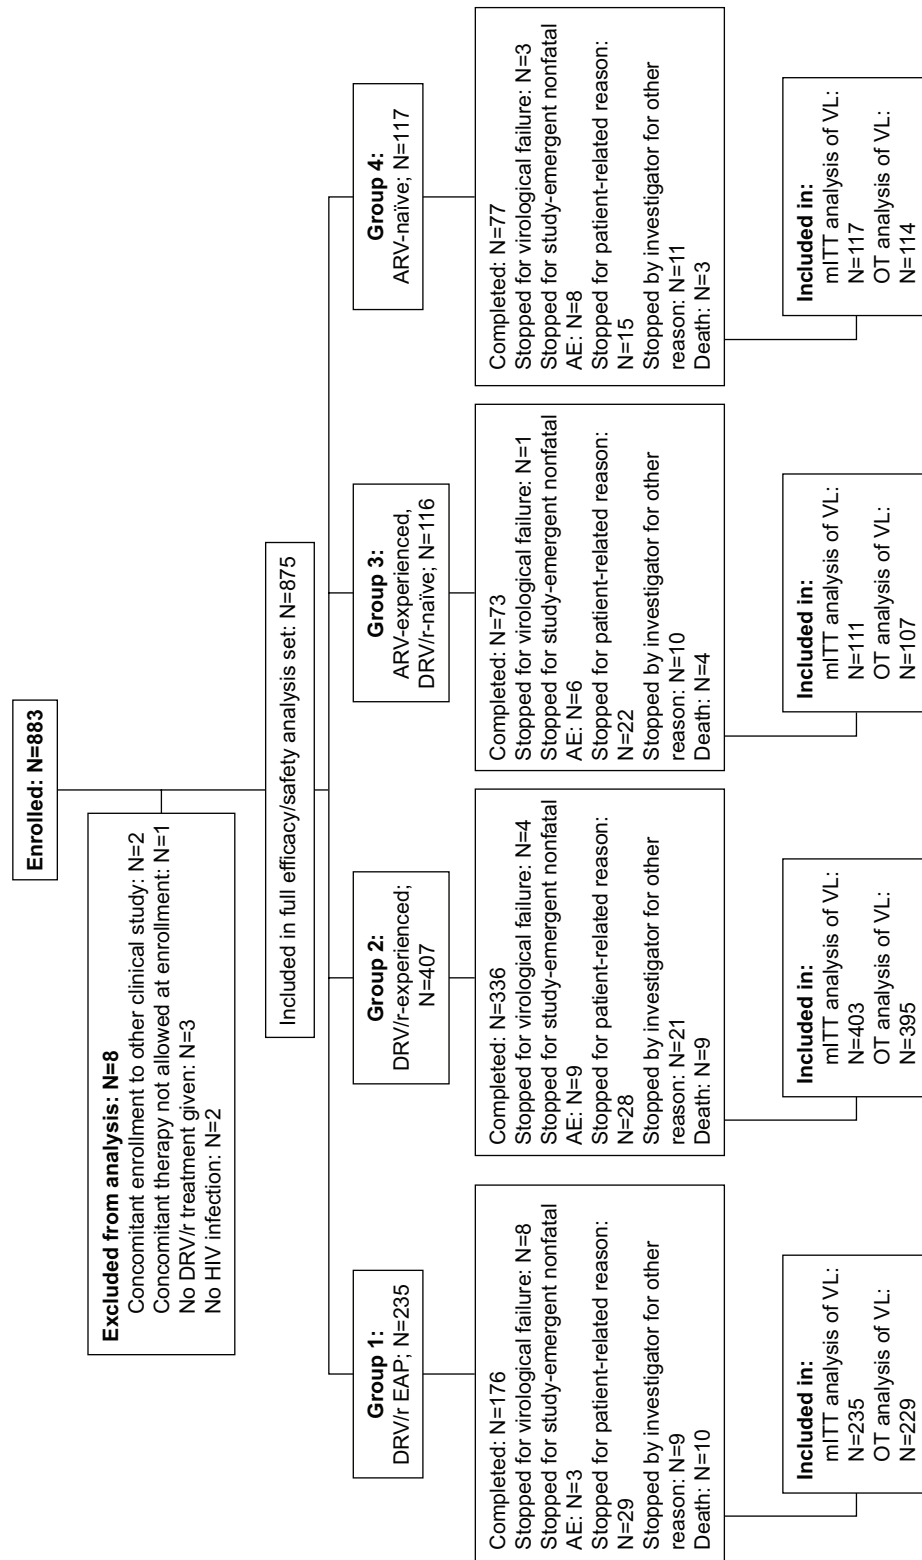 Enrolled: N=883
Excluded from analysis: N=8
Concomitant enrollment to other clinical study: N=2
Concomitant therapy not allowed at enrollment: N=1
No DRV/r treatment given: N=3
No HIV infection: N=2
Included in full efficacy/safety analysis set: N=875
Group 1:
DRV/r EAP; N=235
Completed: N=176
Stopped for virological failure: N=8
Stopped for study-emergent nonfatal
AE: N=3
Stopped for patient-related reason:
N=29
Stopped by investigator for other
reason: N=9
Death: N=10
Included in:
mITT analysis of VL:
N=235
OT analysis of VL:
N=229
Group 2:
DRV/r-experienced;
N=407
Completed: N=336
Stopped for virological failure: N=4
Stopped for study-emergent nonfatal
AE: N=9
Stopped for patient-related reason:
N=28
Stopped by investigator for other
reason: N=21
Death: N=9
Included in:
mITT analysis of VL:
N=403
OT analysis of VL:
N=395
Group 3:
ARV-experienced,
DRV/r-naïve; N=116
Completed: N=73
Stopped for virological failure: N=1
Stopped for study-emergent nonfatal
AE: N=6
Stopped for patient-related reason:
N=22
Stopped by investigator for other
reason: N=10
Death: N=4
Included in:
mITT analysis of VL:
N=111
OT analysis of VL:
N=107
Group 4:
ARV-naïve; N=117
Completed: N=77
Stopped for virological failure: N=3
Stopped for study-emergent nonfatal
AE: N=8
Stopped for patient-related reason:
N=15
Stopped by investigator for other
reason: N=11
Death: N=3
Included in:
mITT analysis of VL:
N=117
OT analysis of VL:
N=114